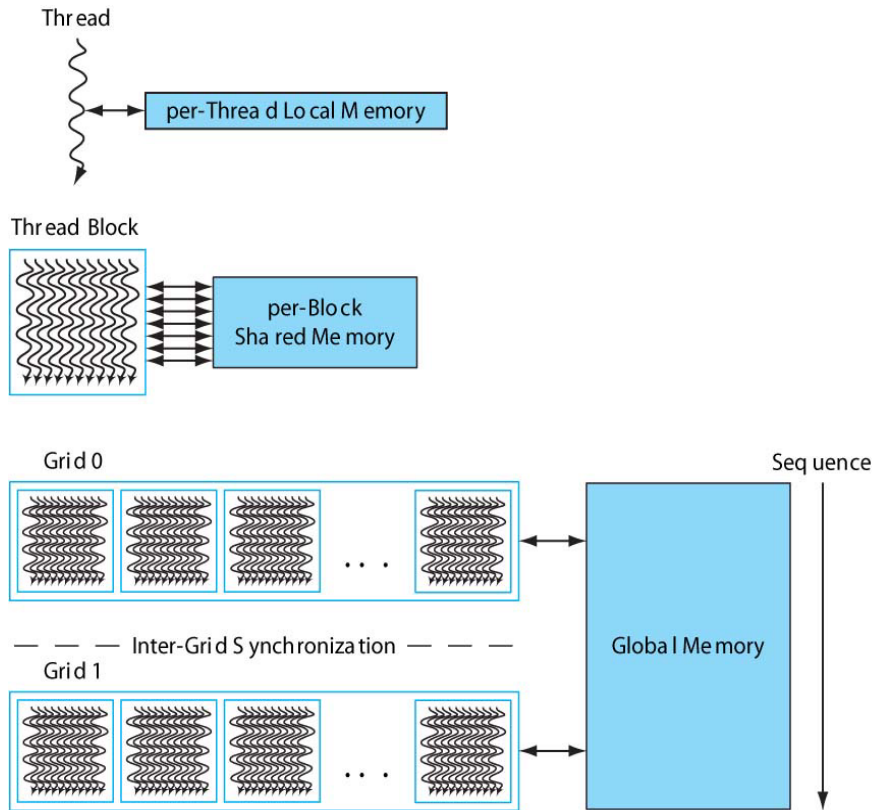 Thread
per-Thread Local Memory
Thread Block
per-Block
Shared Memory
Grid 0
Sequence
. . .
Inter-Grid Synchronization
Global Memory
Grid 1
. . .